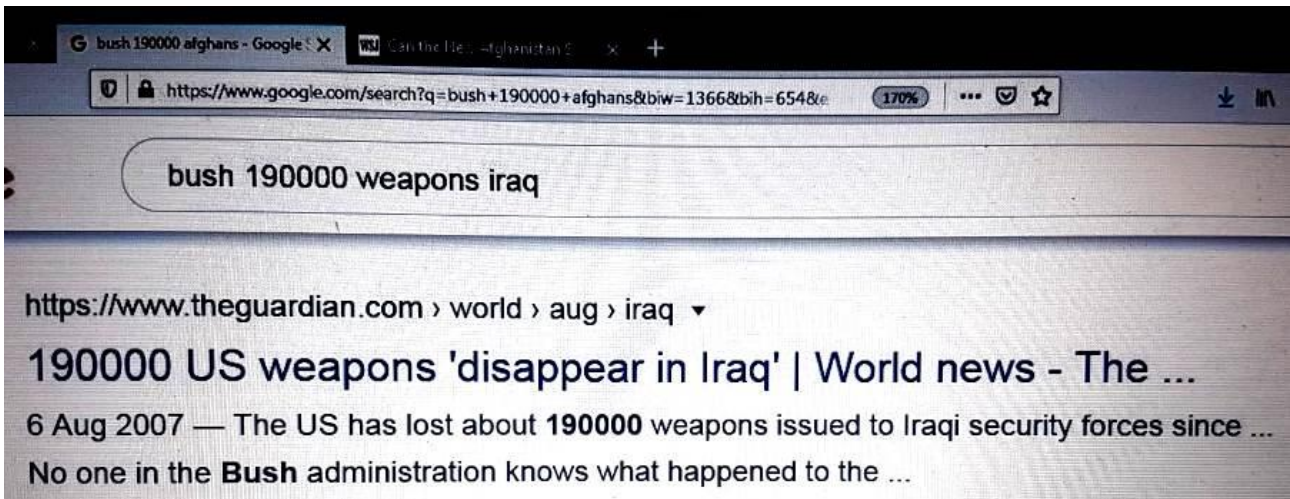 G bush 190000 afghans - Google S
WSJ Can the
https://www.google.com/search?q=bush+190000+afghans&biw=1366&bih=654&e
170%
bush 190000 weapons iraq
https://www.theguardian.com › world › aug › iraq
190000 US weapons 'disappear in Iraq' | World news - The ...
6 Aug 2007 — The US has lost about 190000 weapons issued to Iraqi security forces since ...
No one in the Bush administration knows what happened to the ...